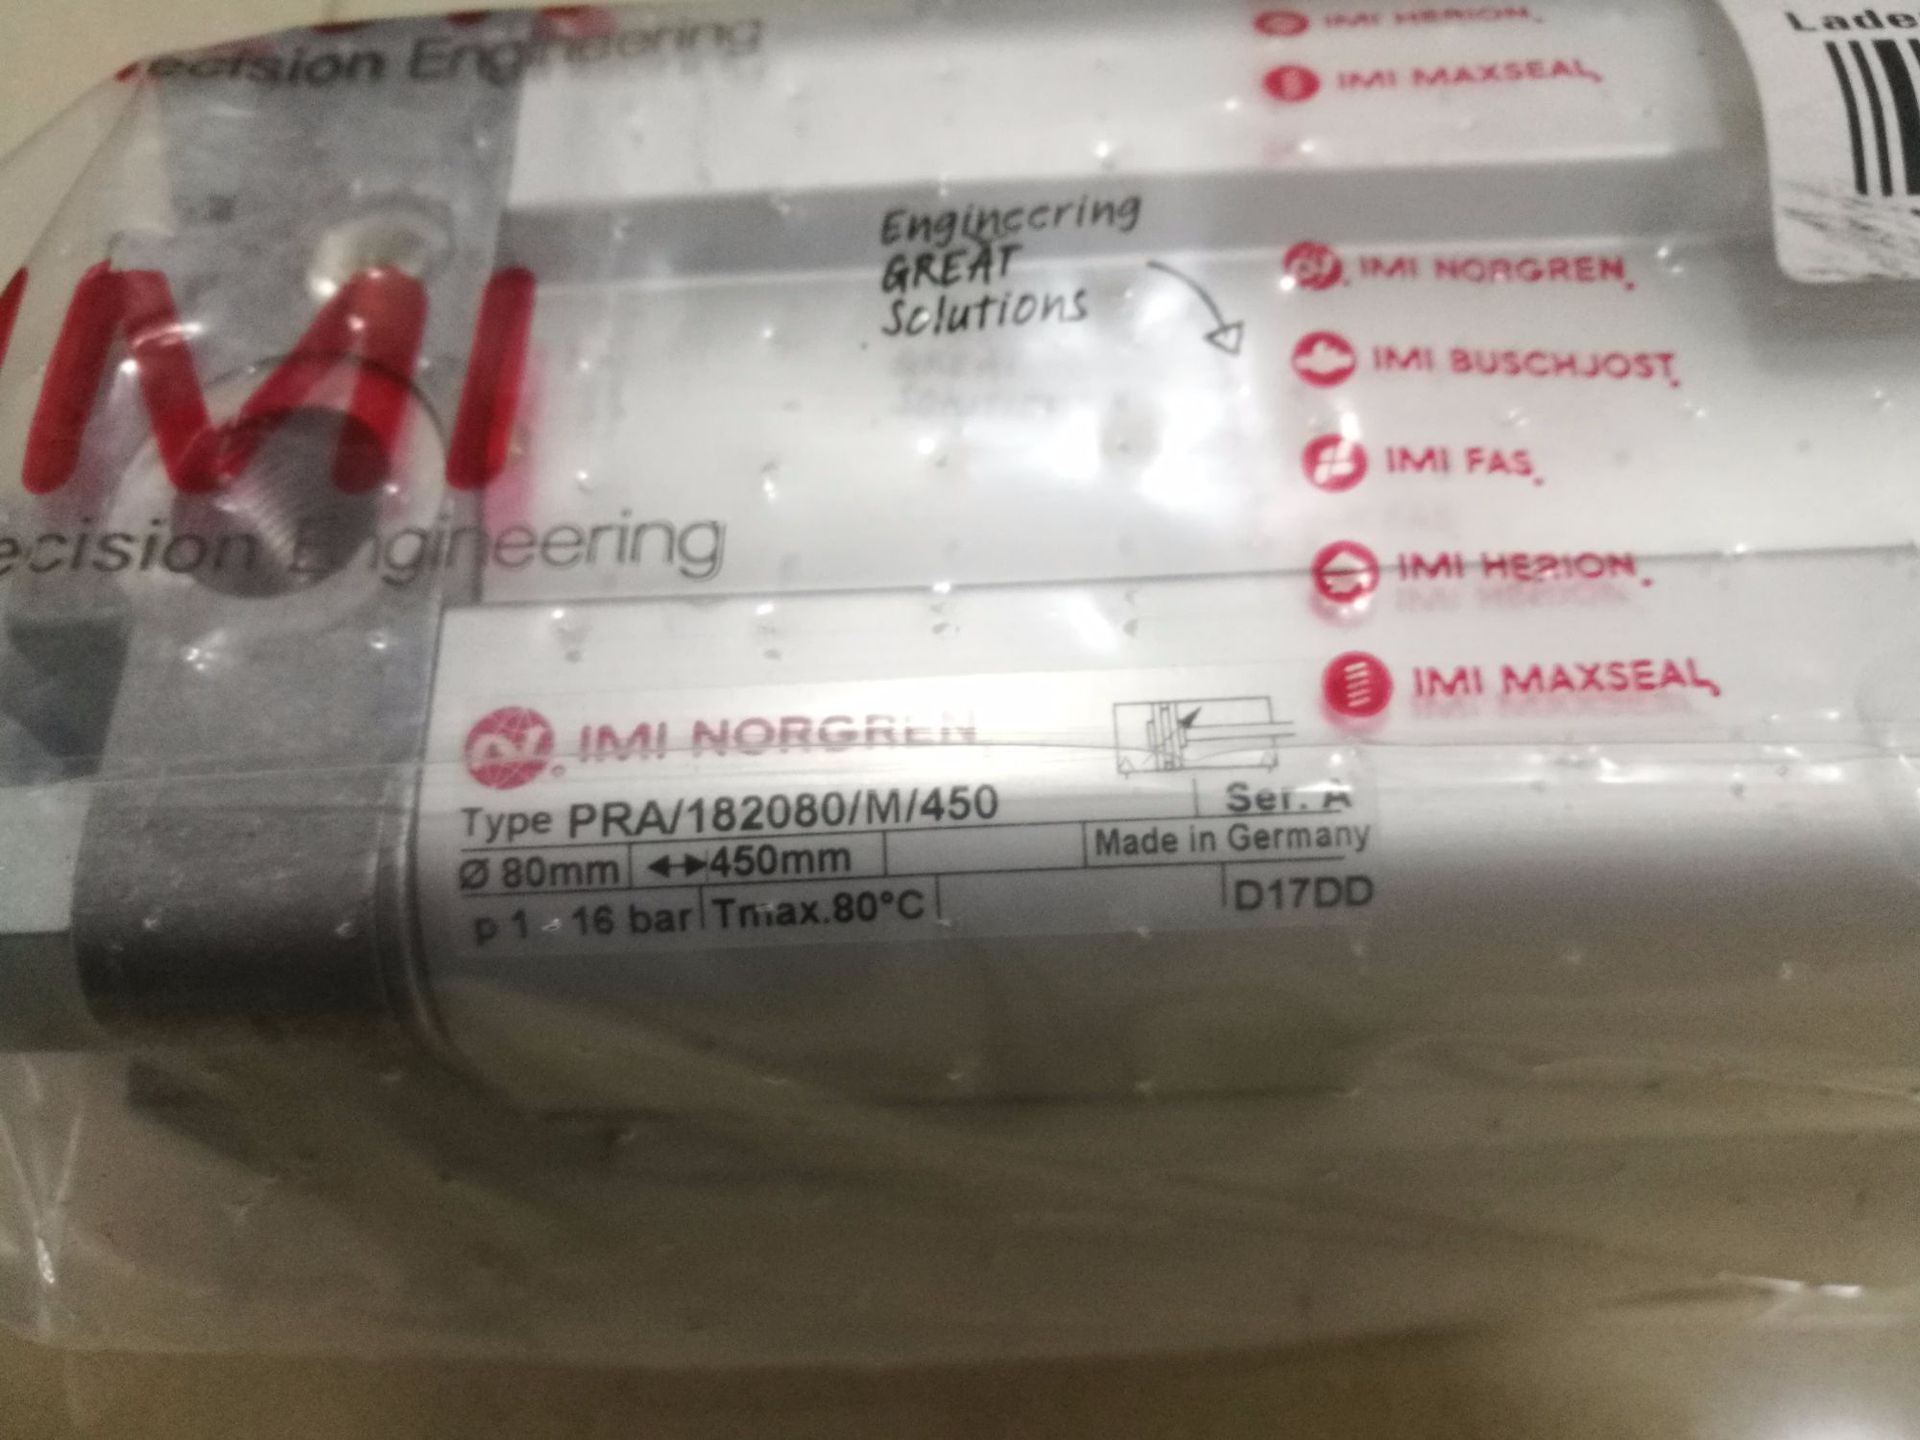 ecision Engineering
IMI HERION
IMI MAXSEAL
Lade
Engineering
GREAT
Solutions
IMI NORGREN
IMI BUSCHJOST
IMI FAS
IMI HERION
IMI MAXSEAL
IMI
ecision Engineering
IMI NORGREN
Type PRA/182080/M/450 Ser. A
Ø 80mm ↔450mm Made in Germany
p 1 - 16 bar Tmax.80°C D17DD